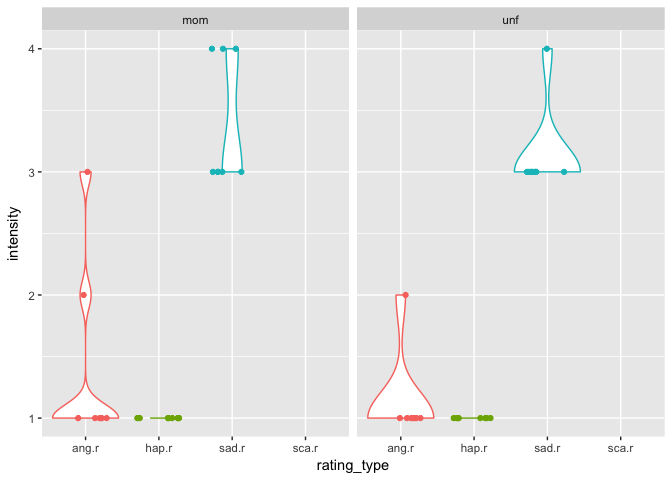 mom unf
4
3
2
1
intensity
ang.r hap.r sad.r sca.r ang.r hap.r sad.r sca.r
rating_type